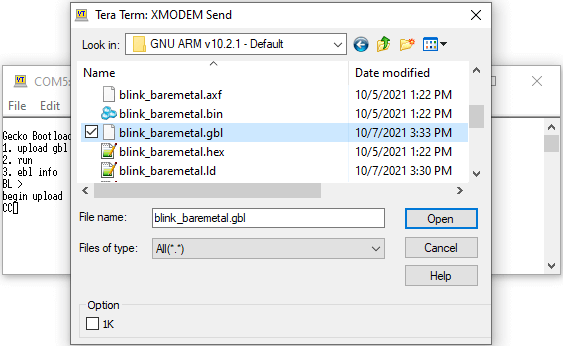 Tera Term: XMODEM Send
Look in: GNU ARM v10.2.1 - Default
Name Date modified
blink_baremetal.axf 10/5/2021 1:22 PM
blink_baremetal.bin 10/5/2021 1:22 PM
blink_baremetal.gbl 10/7/2021 3:33 PM
blink_baremetal.hex 10/5/2021 1:22 PM
blink_baremetal.ld 10/7/2021 3:30 PM
File name: blink_baremetal.gbl Open
Files of type: All(*.*) Cancel
Help
Option
1K
VT COM5:
File Edit
Gecko Bootload
1. upload gbl
2. run
3. ebl info
BL >
begin upload
CC